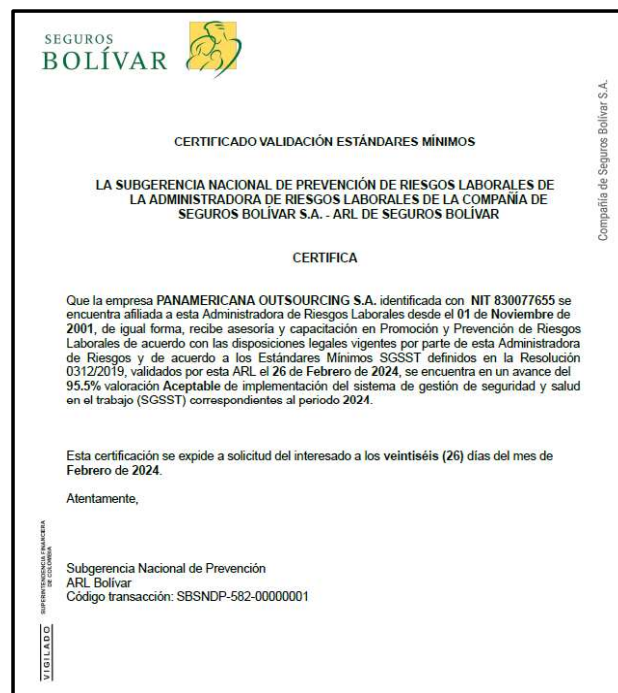 SEGUROS
BOLÍVAR
Compañía de Seguros Bolívar S.A.
CERTIFICADO VALIDACIÓN ESTÁNDARES MÍNIMOS
LA SUBGERENCIA NACIONAL DE PREVENCIÓN DE RIESGOS LABORALES DE
LA ADMINISTRADORA DE RIESGOS LABORALES DE LA COMPAÑÍA DE
SEGUROS BOLÍVAR S.A. - ARL DE SEGUROS BOLÍVAR
CERTIFICA
Que la empresa PANAMERICANA OUTSOURCING S.A. identificada con NIT 830077655 se
encuentra afiliada a esta Administradora de Riesgos Laborales desde el 01 de Noviembre de
2001, de igual forma, recibe asesoría y capacitación en Promoción y Prevención de Riesgos
Laborales de acuerdo con las disposiciones legales vigentes por parte de esta Administradora
de Riesgos y de acuerdo a los Estándares Mínimos SGSST definidos en la Resolución
0312/2019, validados por esta ARL el 26 de Febrero de 2024, se encuentra en un avance del
95.5% valoración Aceptable de implementación del sistema de gestión de seguridad y salud
en el trabajo (SGSST) correspondientes al periodo 2024.
Esta certificación se expide a solicitud del interesado a los veintiséis (26) días del mes de
Febrero de 2024.
Atentamente,
Subgerencia Nacional de Prevención
ARL Bolívar
Código transacción: SBSNDP-582-00000001
VIGILADO
SUPERINTENDENCIA FINANCIERA
DE COLOMBIA